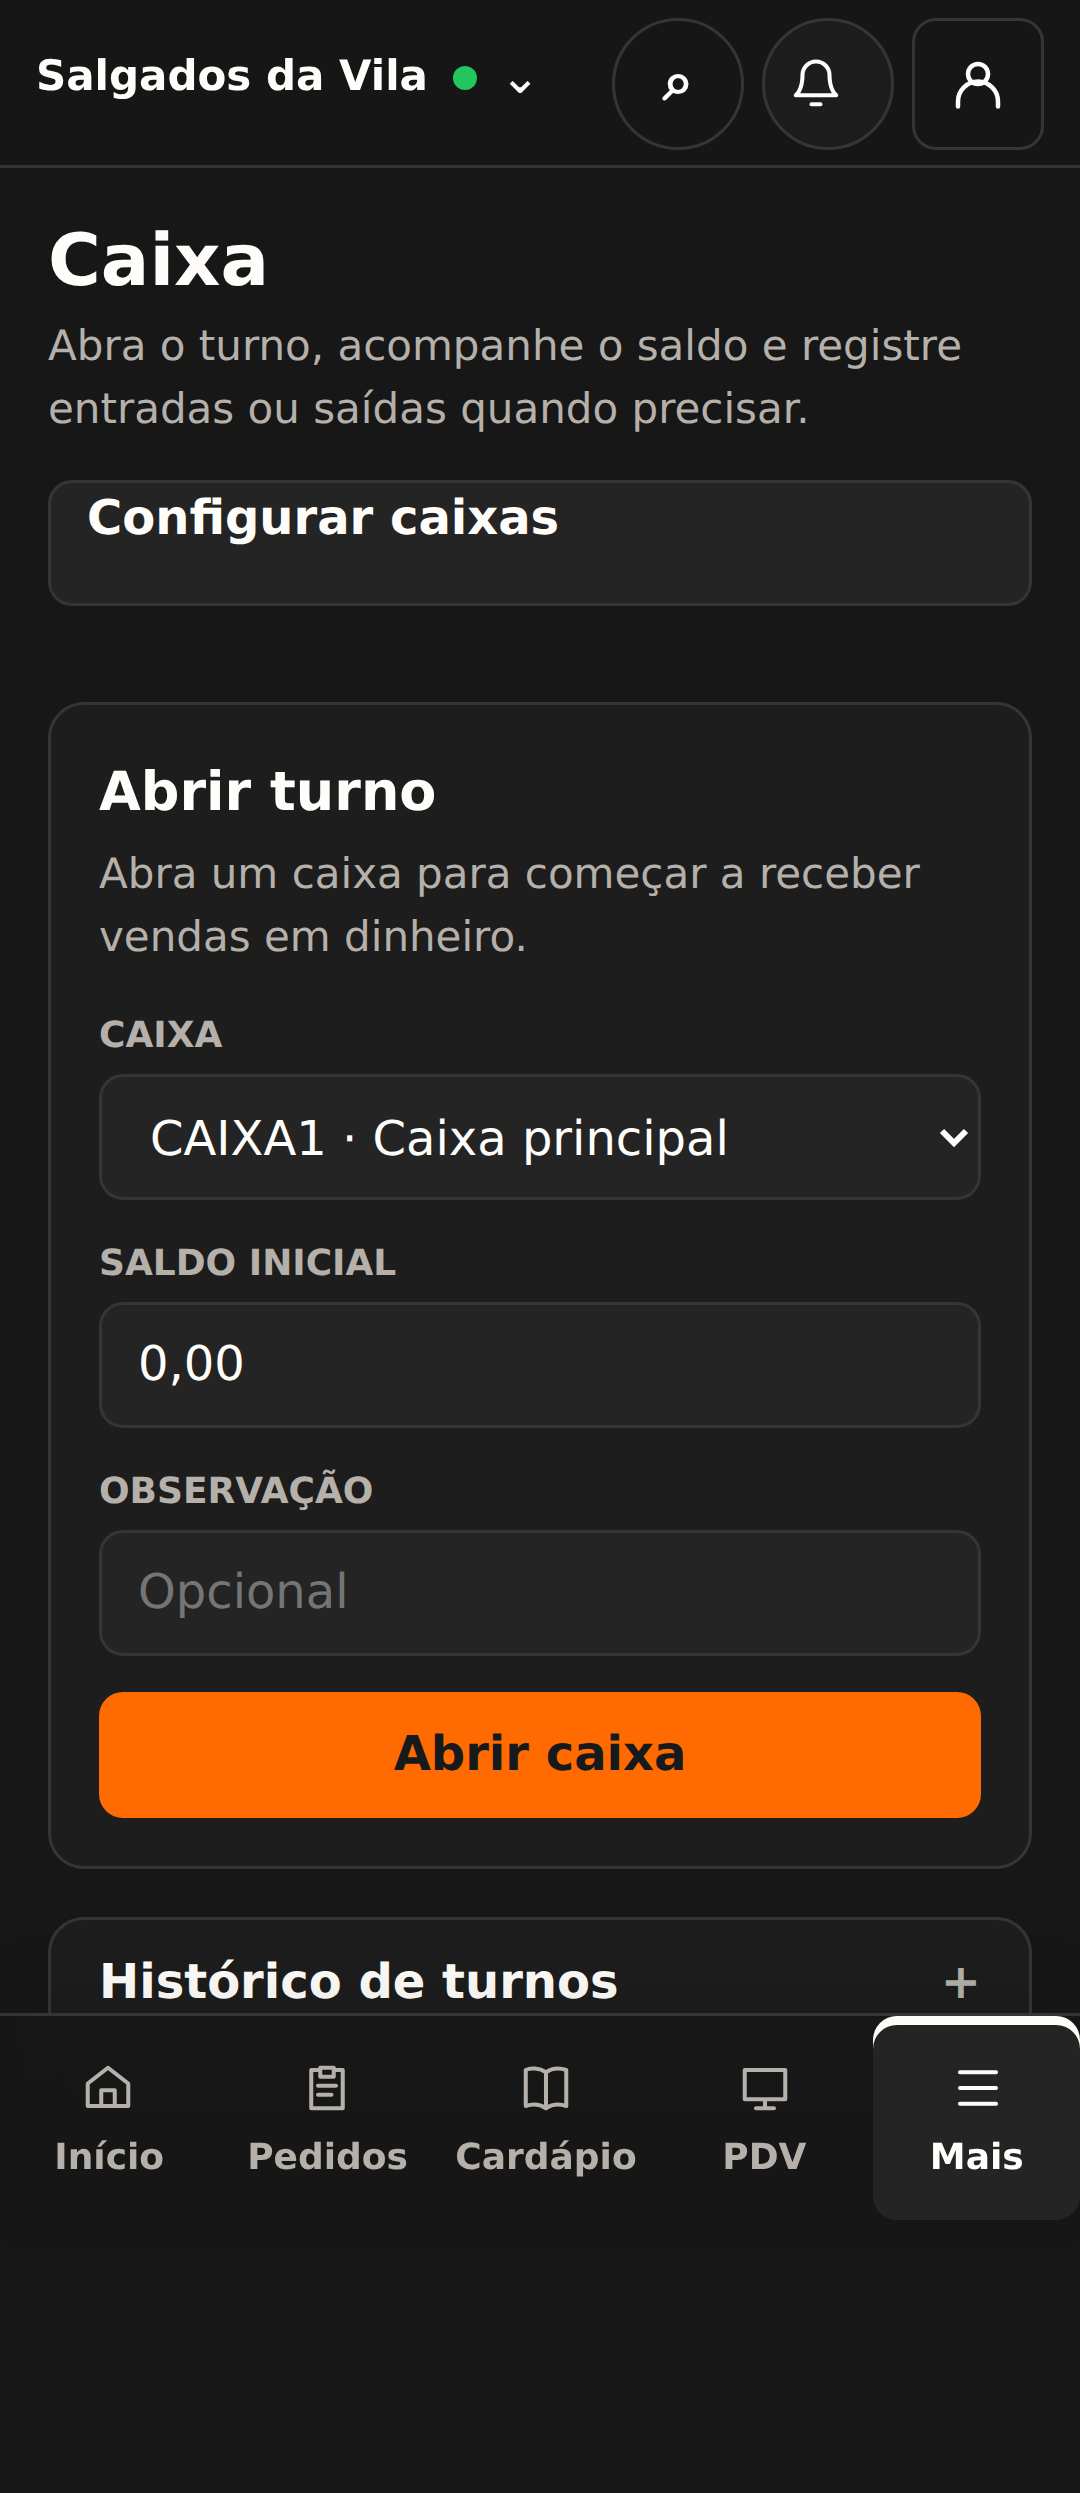 Salgados da Vila
Caixa
Abra o turno, acompanhe o saldo e registre
entradas ou saídas quando precisar.
Configurar caixas
Abrir turno
Abra um caixa para começar a receber
vendas em dinheiro.
CAIXA
CAIXA1 · Caixa principal
SALDO INICIAL
0,00
OBSERVAÇÃO
Opcional
Abrir caixa
Histórico de turnos +
Início Pedidos Cardápio PDV Mais